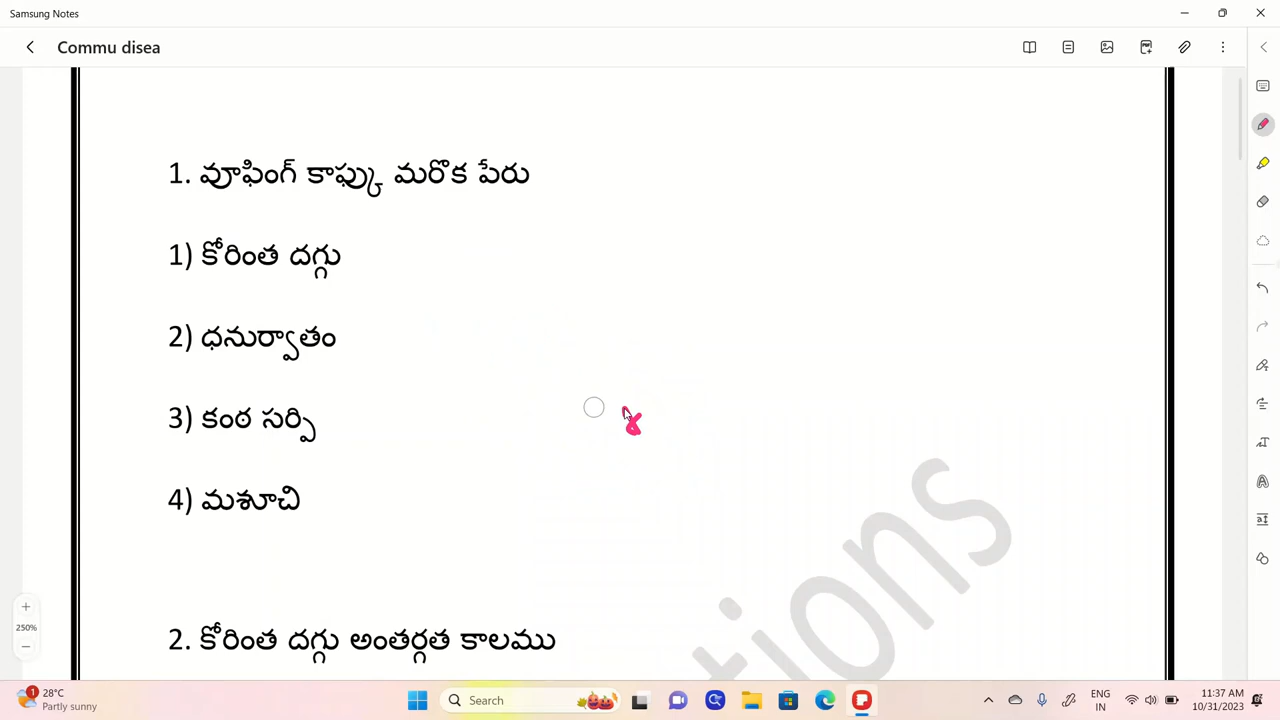 Samsung Notes
Commu disea
1. వూఫింగ్ కాఫ్కు మరొక పేరు
1) కోరింత దగ్గు
2) ధనుర్వాతం
3) కంఠ సర్పి
4) మశూచి
2. కోరింత దగ్గు అంతర్గత కాలము
250%
1
28°C
Partly sunny
Search
ENG
IN
11:37 AM
10/31/2023